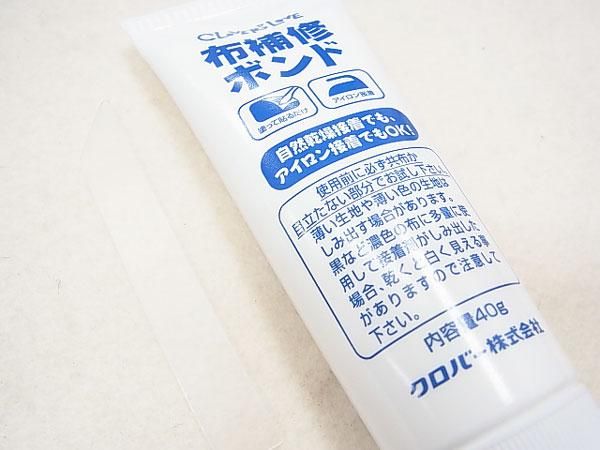 布補修
ボンド
塗って貼るだけ
アイロン接着
自然乾燥接着でも、
アイロン接着でもOK!
使用前に必ず共布か
目立たない部分でお試し下さい。
薄い生地や薄い色の生地は
しみ出す場合があります。
黒など濃色の布に多量に使
用して接着剤がしみ出した
場合、乾くと白く見える事
がありますので注意して
下さい。
内容量40g
クロバー株式会社